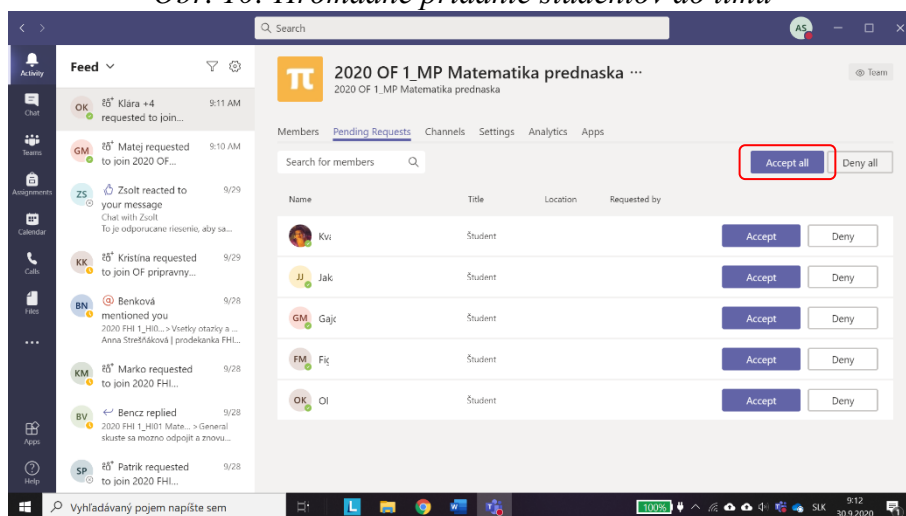 Obr. 10: Hromadné pridanie študentov do tímu
Search
AS
Activity
Chat
Teams
Assignments
Calendar
Calls
Files
Apps
Help
Feed
OK
Klára +4
9:11 AM
requested to join...
GM
Matej requested
9:10 AM
to join 2020 OF...
ZS
Zsolt reacted to
9/29
your message
Chat with Zsolt
To je odporucane riesenie, aby sa...
KK
Kristína requested
9/29
to join OF pripravny...
BN
Benková
9/28
mentioned you
2020 FHI 1_HI0... > Vsetky otazky a ...
Anna Strešňáková | prodekanka FHI...
KM
Marko requested
9/28
to join 2020 FHI...
BV
Bencz replied
9/28
2020 FHI 1_HI01 Mate... > General
skuste sa mozno odpojit a znovu...
SP
Patrik requested
9/28
to join 2020 FHI...
π
2020 OF 1_MP Matematika prednaska ...
2020 OF 1_MP Matematika prednaska
Team
Members Pending Requests Channels Settings Analytics Apps
Search for members
Accept all
Deny all
Name Title Location Requested by
Študent Accept Deny
JJ Jak Študent Accept Deny
GM Gajd Študent Accept Deny
FM Študent Accept Deny
OK Ol Študent Accept Deny
Vyhľadávaný pojem napíšte sem
L
100%
SLK
9:12
30.9.2020